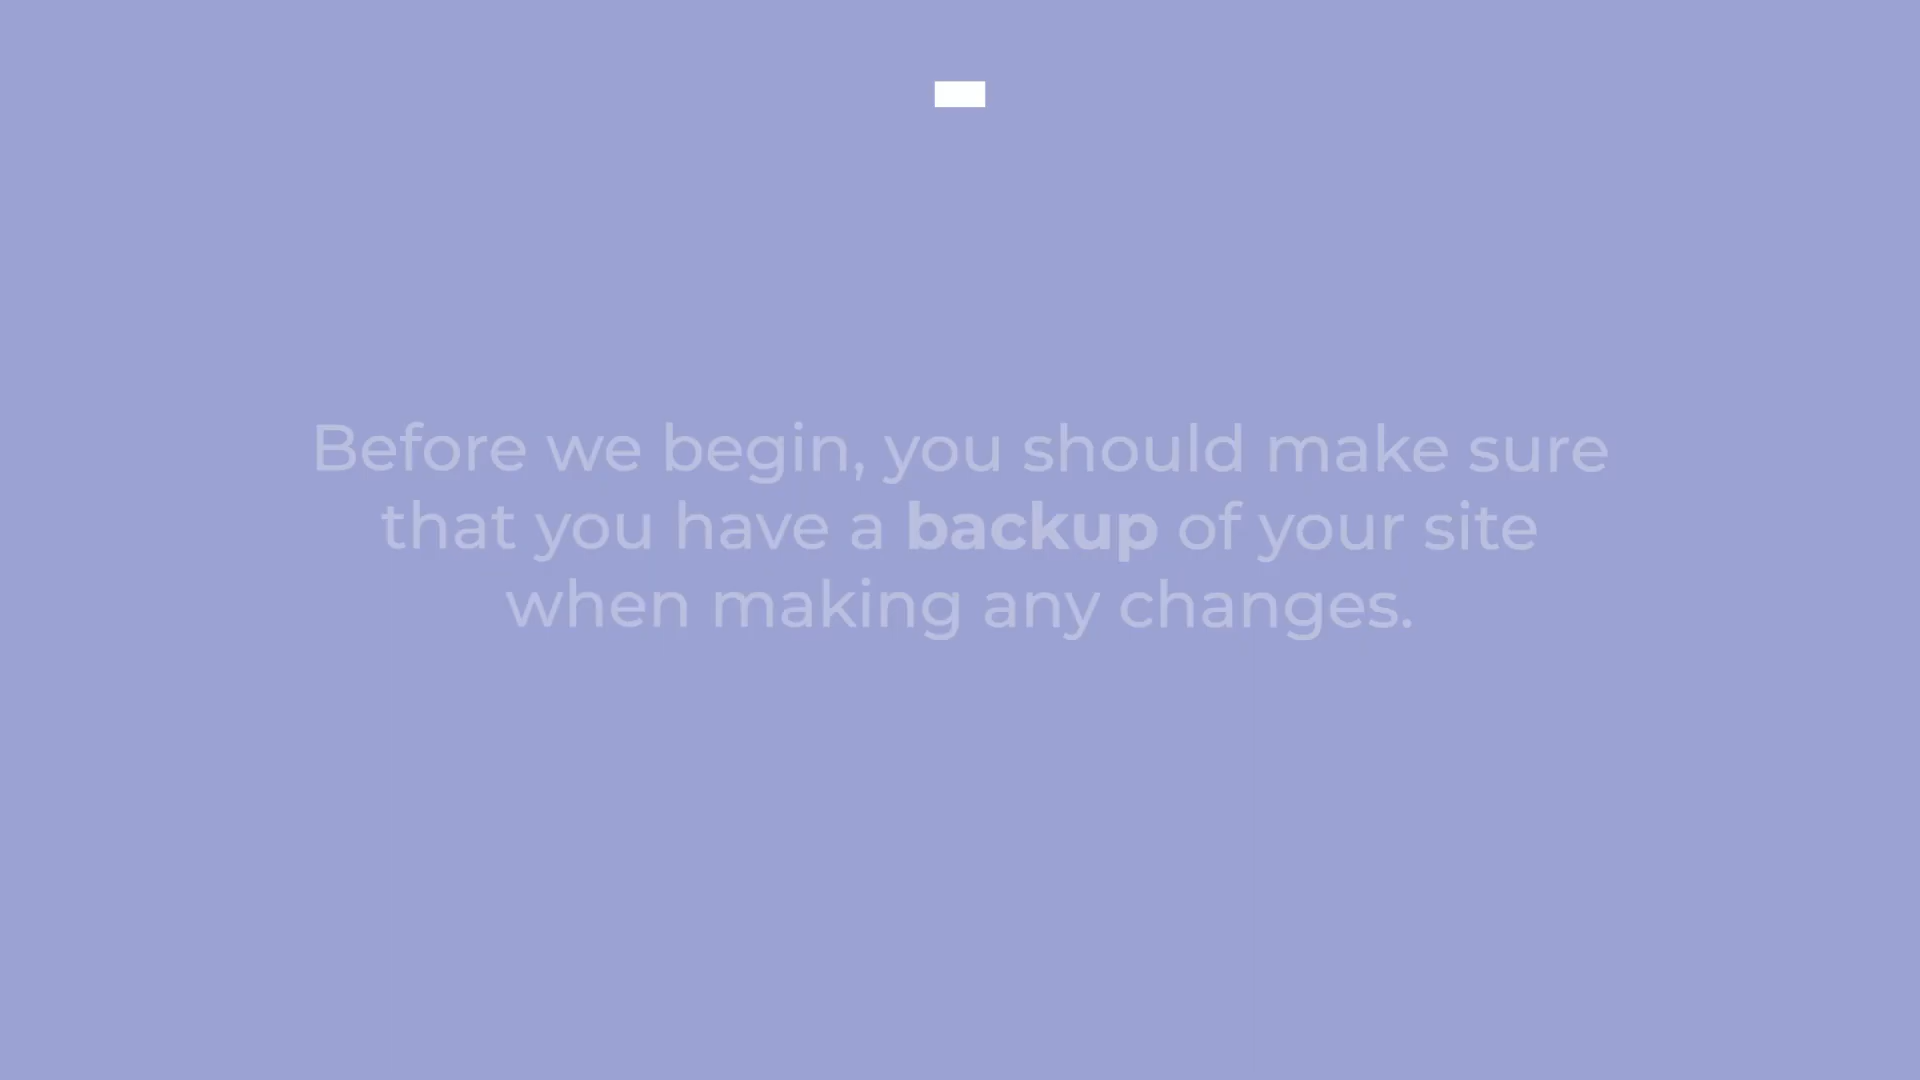 Before we begin, you should make sure
that you have a backup of your site
when making any changes.